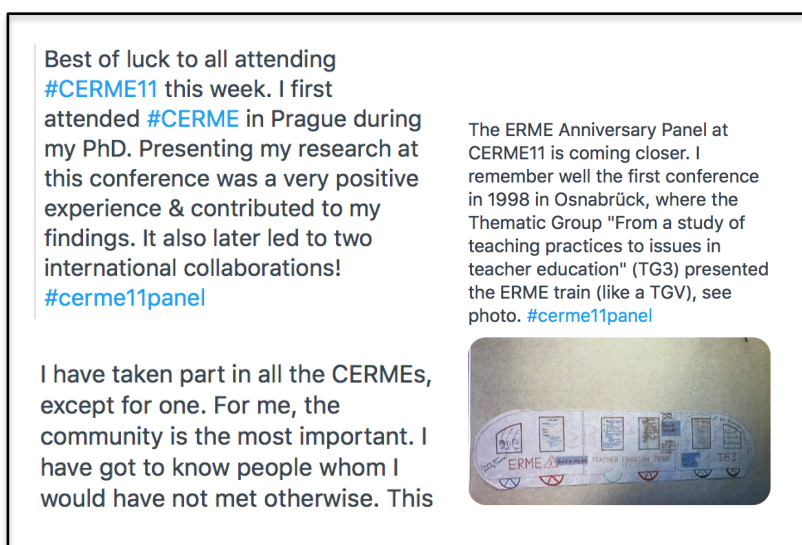 Best of luck to all attending
#CERME11 this week. I first
attended #CERME in Prague during
my PhD. Presenting my research at
this conference was a very positive
experience & contributed to my
findings. It also later led to two
international collaborations!
#cerme11panel
I have taken part in all the CERMEs,
except for one. For me, the
community is the most important. I
have got to know people whom I
would have not met otherwise. This
The ERME Anniversary Panel at
CERME11 is coming closer. I
remember well the first conference
in 1998 in Osnabrück, where the
Thematic Group "From a study of
teaching practices to issues in
teacher education" (TG3) presented
the ERME train (like a TGV), see
photo. #cerme11panel
ERME TEACHER EDUCATION TRAIN TG3